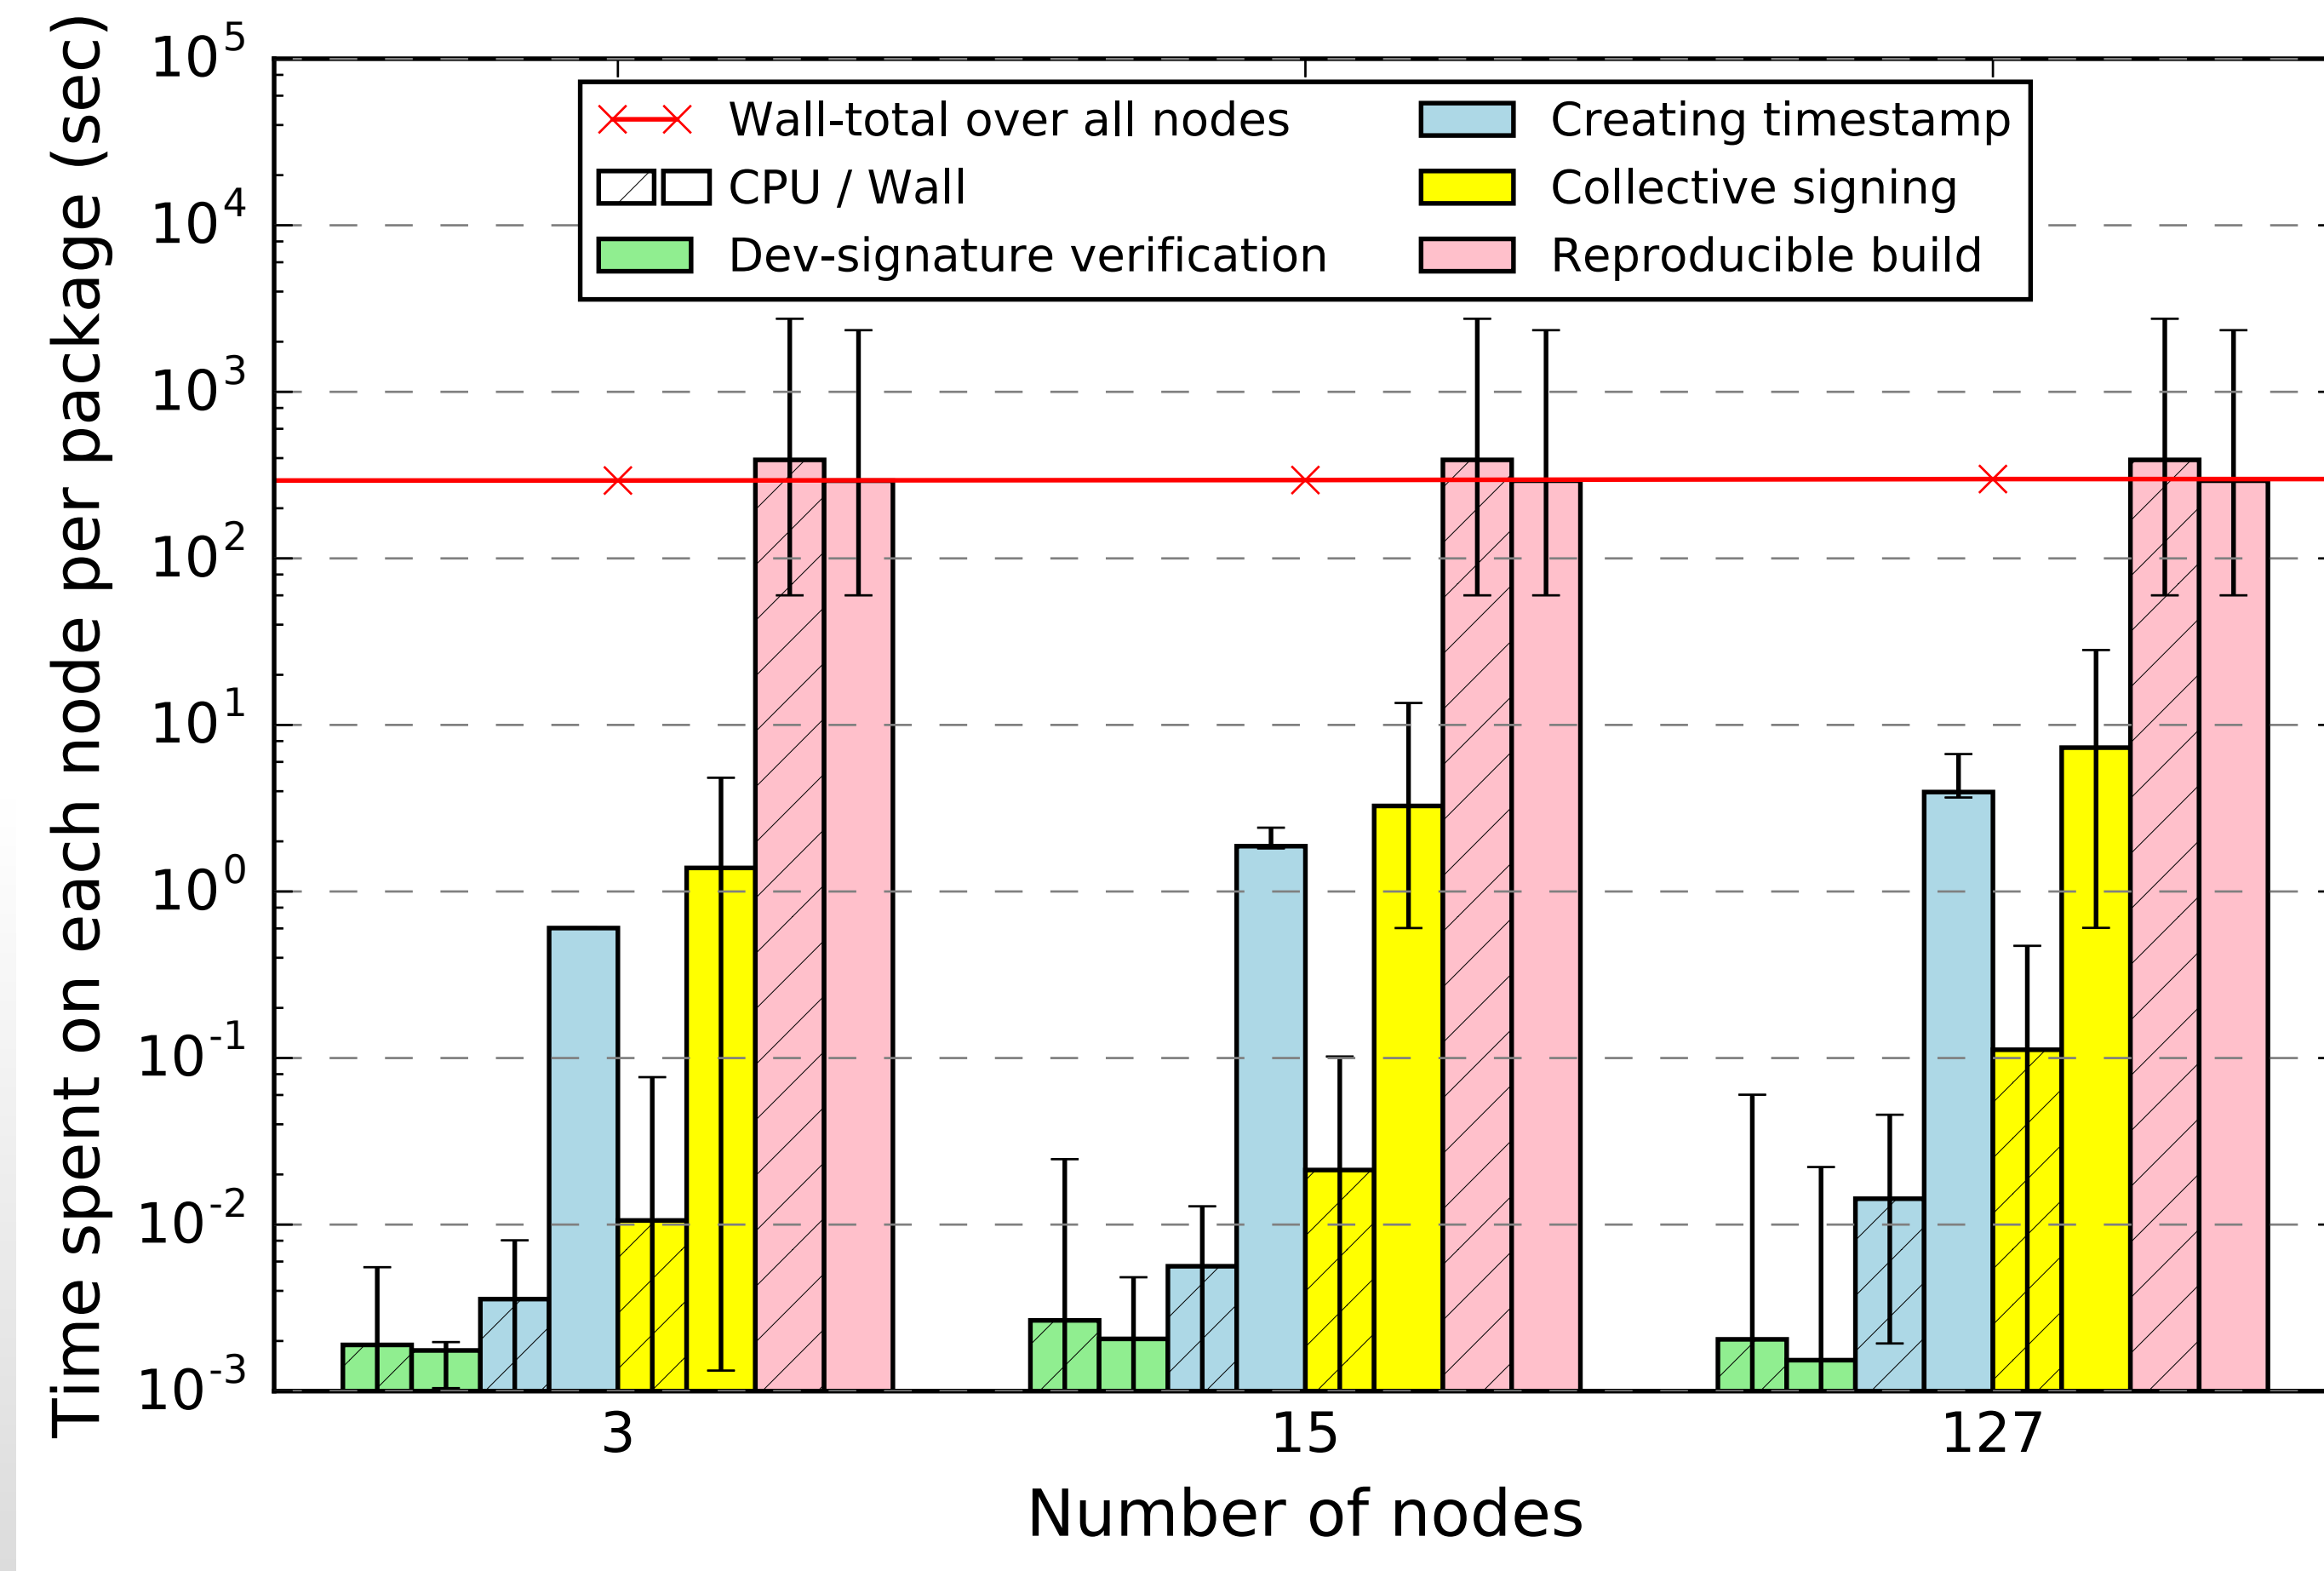 Time spent on each node per package (sec)
10^5
10^4
10^3
10^2
10^1
10^0
10^-1
10^-2
10^-3
Wall-total over all nodes
CPU / Wall
Dev-signature verification
Creating timestamp
Collective signing
Reproducible build
3 15 127
Number of nodes